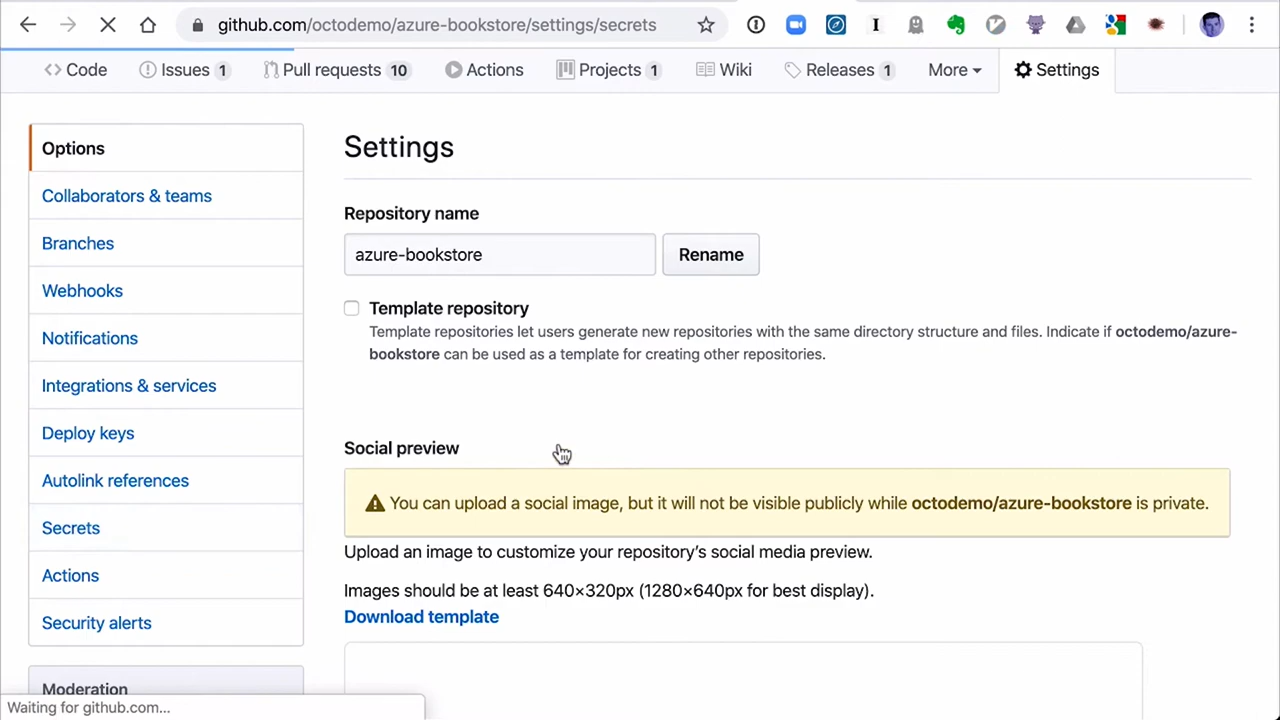 github.com/octodemo/azure-bookstore/settings/secrets
Code
Issues 1
Pull requests 10
Actions
Projects 1
Wiki
Releases 1
More
Settings
Options
Collaborators & teams
Branches
Webhooks
Notifications
Integrations & services
Deploy keys
Autolink references
Secrets
Actions
Security alerts
Moderation
Settings
Repository name
azure-bookstore
Rename
Template repository
Template repositories let users generate new repositories with the same directory structure and files. Indicate if octodemo/azure-
bookstore can be used as a template for creating other repositories.
Social preview
You can upload a social image, but it will not be visible publicly while octodemo/azure-bookstore is private.
Upload an image to customize your repository's social media preview.
Images should be at least 640×320px (1280×640px for best display).
Download template
Waiting for github.com...